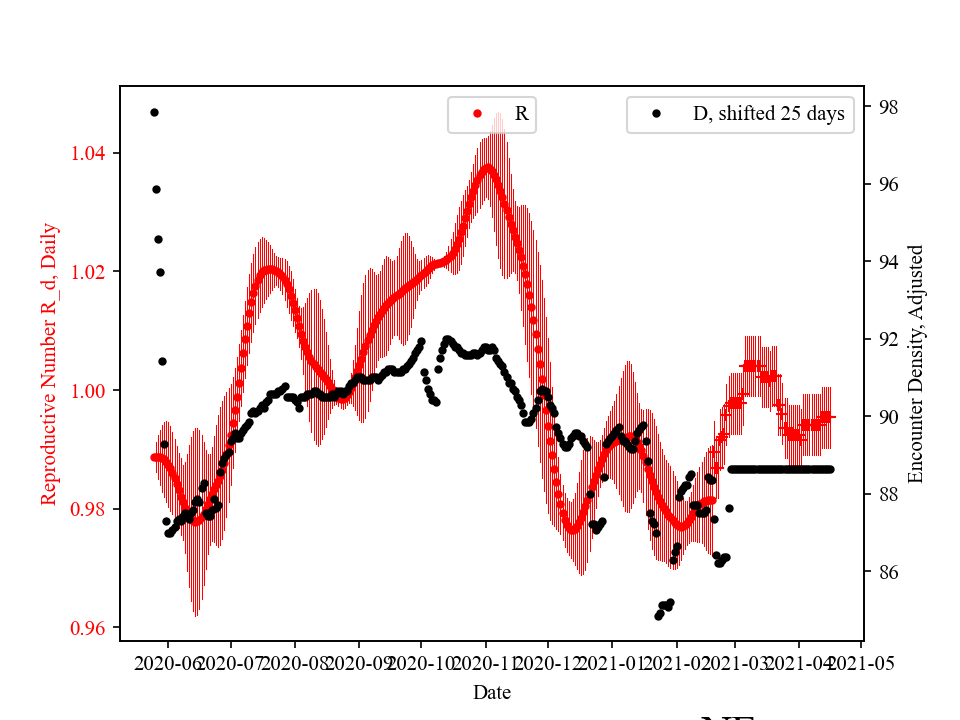 R
D, shifted 25 days
1.04
1.02
1.00
0.98
0.96
98
96
94
92
90
88
86
Reproductive Number R_d, Daily
Encounter Density, Adjusted
2020-06 2020-07 2020-08 2020-09 2020-10 2020-11 2020-12 2021-01 2021-02 2021-03 2021-04 2021-05
Date
NE